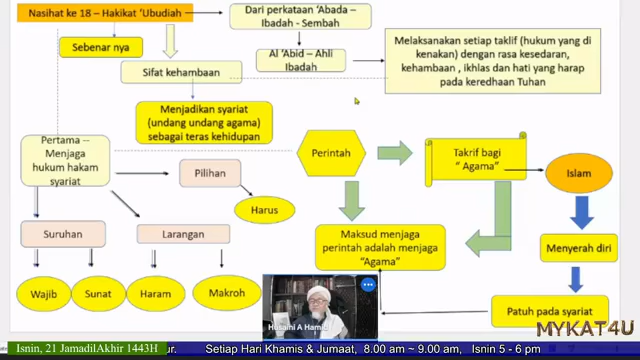 Nasihat ke 18 – Hakikat 'Ubudiah
Dari perkataan 'Abada –
Ibadah - Sembah
Sebenar nya
Al 'Abid – Ahli
Ibadah
Melaksanakan setiap taklif (hukum yang di
kenakan) dengan rasa kesedaran,
kehambaan , ikhlas dan hati yang harap
pada keredhaan Tuhan
Sifat kehambaan
Menjadikan syariat
(undang undang agama)
sebagai teras kehidupan
Pertama --
Menjaga
hukum hakam
syariat
Pilihan
Harus
Perintah
Takrif bagi
" Agama"
Islam
Suruhan
Larangan
Maksud menjaga
perintah adalah menjaga
"Agama"
Menyerah diri
Wajib
Sunat
Haram
Makroh
Patuh pada syariat
Husaini A Hamid
MYKAT4U
Isnin, 21 JamadilAkhir 1443H
ur.
Setiap Hari Khamis & Jumaat, 8.00 am ~ 9.00 am, Isnin 5 - 6 pm